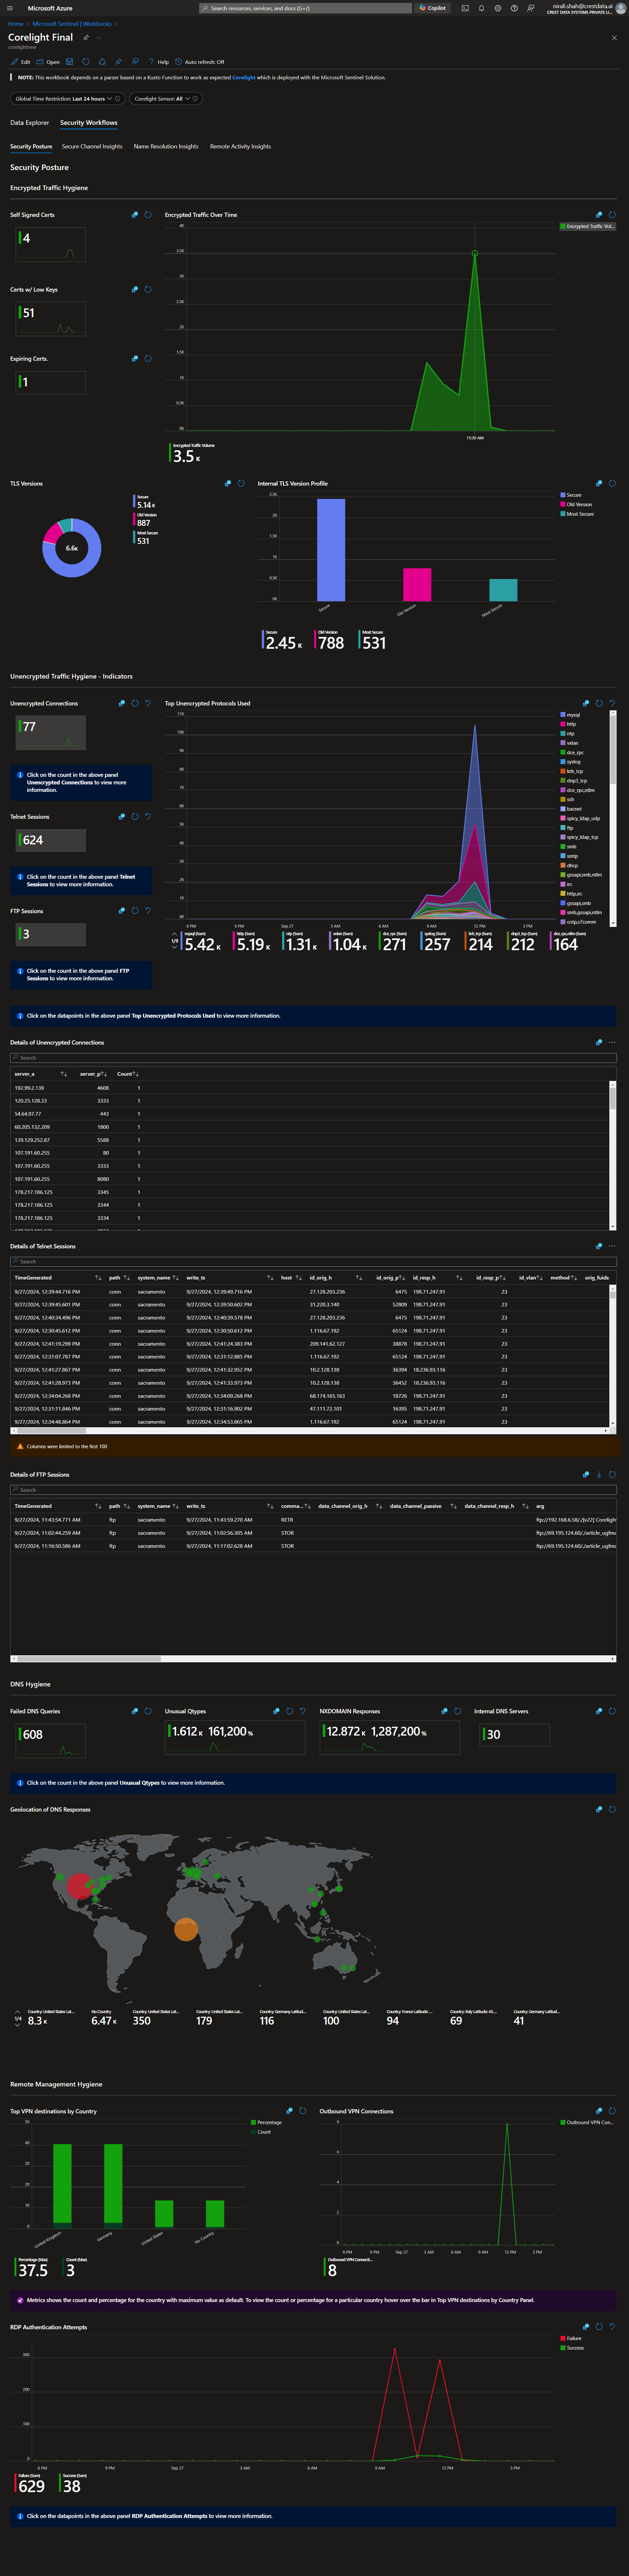 Microsoft Azure
Search resources, services, and docs (G+/)
Copilot
nirali.shah@crestdata.ai
CREST DATA SYSTEMS PRIVATE LI...
Home > Microsoft Sentinel | Workbooks >
Corelight Final
corelightnew
Edit Open Help Auto refresh: Off
NOTE: This workbook depends on a parser based on a Kusto Function to work as expected Corelight which is deployed with the Microsoft Sentinel Solution.
Global Time Restriction: Last 24 hours
Corelight Sensor: All
Data Explorer Security Workflows
Security Posture Secure Channel Insights Name Resolution Insights Remote Activity Insights
Security Posture
Encrypted Traffic Hygiene
Self Signed Certs
4
Certs w/ Low Keys
51
Expiring Certs.
1
Encrypted Traffic Over Time
4K
3.5K
3K
2.5K
2K
1.5K
1K
0.5K
0K
11:39 AM
Encrypted Traffic Vol...
Encrypted Traffic Volume
3.5 K
TLS Versions
6.6K
Secure
5.14 K
Old Version
887
Most Secure
531
Internal TLS Version Profile
2.5K
2K
1.5K
1K
0.5K
0K
Secure
Old Version
Most Secure
Secure
Old Version
Most Secure
Secure
2.45 K
Old Version
788
Most Secure
531
Unencrypted Traffic Hygiene - Indicators
Unencrypted Connections
77
Click on the count in the above panel
Unencrypted Connections to view more
information.
Telnet Sessions
624
Click on the count in the above panel Telnet
Sessions to view more information.
FTP Sessions
3
Click on the count in the above panel FTP
Sessions to view more information.
Top Unencrypted Protocols Used
11K
10K
9K
8K
7K
6K
5K
4K
3K
2K
1K
0K
6 PM 9 PM Sep 27 3 AM 6 AM 9 AM 12 PM 3 PM
mysql
http
ntp
vxlan
dce_rpc
syslog
krb_tcp
dnp3_tcp
dce_rpc,ntlm
ssh
bacnet
spicy_ldap_udp
ftp
spicy_ldap_tcp
smb
smtp
dhcp
gssapi,smb,ntlm
irc
http,irc
gssapi,smb
smb,gssapi,ntlm
cotp,s7comm
1/9
mysql (Sum)
5.42 K
http (Sum)
5.19 K
ntp (Sum)
1.31 K
vxlan (Sum)
1.04 K
dce_rpc (Sum)
271
syslog (Sum)
257
krb_tcp (Sum)
214
dnp3_tcp (Sum)
212
dce_rpc,ntlm (Sum)
164
Click on the datapoints in the above panel Top Unencrypted Protocols Used to view more information.
Details of Unencrypted Connections
Search
server_a server_p Count
192.99.2.139 4608 1
120.25.128.33 3333 1
54.64.97.77 443 1
60.205.132.209 1800 1
139.129.252.87 5588 1
107.191.60.255 80 1
107.191.60.255 3333 1
107.191.60.255 8080 1
178.217.186.125 3345 1
178.217.186.125 3344 1
178.217.186.125 3334 1
Details of Telnet Sessions
Search
TimeGenerated path system_name write_ts host id_orig_h id_orig_p id_resp_h id_resp_p id_vlan method orig_fuids
9/27/2024, 12:39:44.716 PM conn sacramento 9/27/2024, 12:39:49.716 PM 27.128.203.236 6475 198.71.247.91 23
9/27/2024, 12:39:45.601 PM conn sacramento 9/27/2024, 12:39:50.602 PM 31.220.3.140 52809 198.71.247.91 23
9/27/2024, 12:40:34.496 PM conn sacramento 9/27/2024, 12:40:39.578 PM 27.128.203.236 6475 198.71.247.91 23
9/27/2024, 12:30:45.612 PM conn sacramento 9/27/2024, 12:30:50.612 PM 1.116.67.192 65124 198.71.247.91 23
9/27/2024, 12:41:19.299 PM conn sacramento 9/27/2024, 12:41:24.383 PM 209.141.62.127 38878 198.71.247.91 23
9/27/2024, 12:31:07.787 PM conn sacramento 9/27/2024, 12:31:12.885 PM 1.116.67.192 65124 198.71.247.91 23
9/27/2024, 12:41:27.867 PM conn sacramento 9/27/2024, 12:41:32.952 PM 10.2.128.138 36394 18.236.93.116 23
9/27/2024, 12:41:28.973 PM conn sacramento 9/27/2024, 12:41:33.973 PM 10.2.128.138 36452 18.236.93.116 23
9/27/2024, 12:34:04.268 PM conn sacramento 9/27/2024, 12:34:09.268 PM 68.174.165.163 18726 198.71.247.91 23
9/27/2024, 12:31:11.846 PM conn sacramento 9/27/2024, 12:31:16.902 PM 47.111.72.101 16395 198.71.247.91 23
9/27/2024, 12:34:48.864 PM conn sacramento 9/27/2024, 12:34:53.865 PM 1.116.67.192 65124 198.71.247.91 23
Columns were limited to the first 100
Details of FTP Sessions
Search
TimeGenerated path system_name write_ts comma... data_channel_orig_h data_channel_passive data_channel_resp_h arg
9/27/2024, 11:43:54.771 AM ftp sacramento 9/27/2024, 11:43:59.270 AM RETR ftp://192.168.6.58/./[v22] Corelight
9/27/2024, 11:02:44.259 AM ftp sacramento 9/27/2024, 11:02:56.305 AM STOR ftp://69.195.124.60/./article_ugfm
9/27/2024, 11:16:50.586 AM ftp sacramento 9/27/2024, 11:17:02.628 AM STOR ftp://69.195.124.60/./article_ugfm
DNS Hygiene
Failed DNS Queries
608
Unusual Qtypes
1.612 K 161,200 %
NXDOMAIN Responses
12.872 K 1,287,200 %
Internal DNS Servers
30
Click on the count in the above panel Unusual Qtypes to view more information.
Geolocation of DNS Responses
1/4
Country: United States Lat...
8.3 K
No Country
6.47 K
Country: United States Lat...
350
Country: United States Lat...
179
Country: Germany Latitud...
116
Country: United States Lat...
100
Country: France Latitude: ...
94
Country: Italy Latitude: 45...
69
Country: Germany Latitud...
41
Remote Management Hygiene
Top VPN destinations by Country
50
40
30
20
10
0
United Kingdom
Germany
United States
No Country
Percentage
Count
Percentage (Max)
37.5
Count (Max)
3
Outbound VPN Connections
8
6
4
2
0
6 PM 9 PM Sep 27 3 AM 6 AM 9 AM 12 PM 3 PM
Outbound VPN Con...
Outbound VPN Connecti...
8
Metrics shows the count and percentage for the country with maximum value as default. To view the count or percentage for a particular country hover over the bar in Top VPN destinations by Country Panel.
RDP Authentication Attempts
300
200
100
0
6 PM 9 PM Sep 27 3 AM 6 AM 9 AM 12 PM 3 PM
Failure
Success
Failure (Sum)
629
Success (Sum)
38
Click on the datapoints in the above panel RDP Authentication Attempts to view more information.